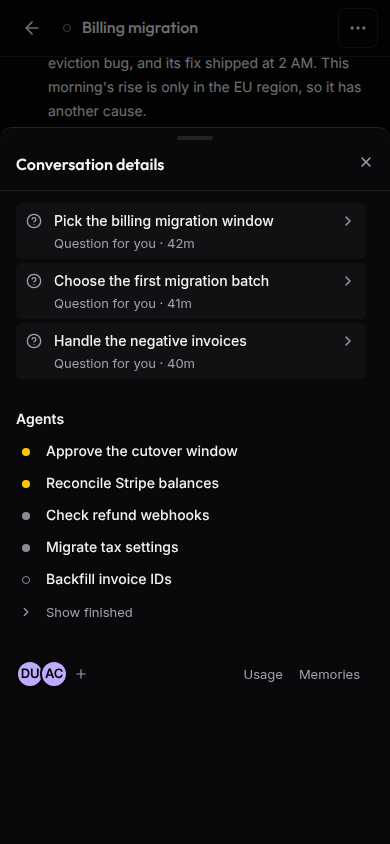 Billing migration
eviction bug, and its fix shipped at 2 AM. This
morning's rise is only in the EU region, so it has
another cause.
Conversation details
Pick the billing migration window
Question for you · 42m
Choose the first migration batch
Question for you · 41m
Handle the negative invoices
Question for you · 40m
Agents
Approve the cutover window
Reconcile Stripe balances
Check refund webhooks
Migrate tax settings
Backfill invoice IDs
Show finished
DU AC + Usage Memories